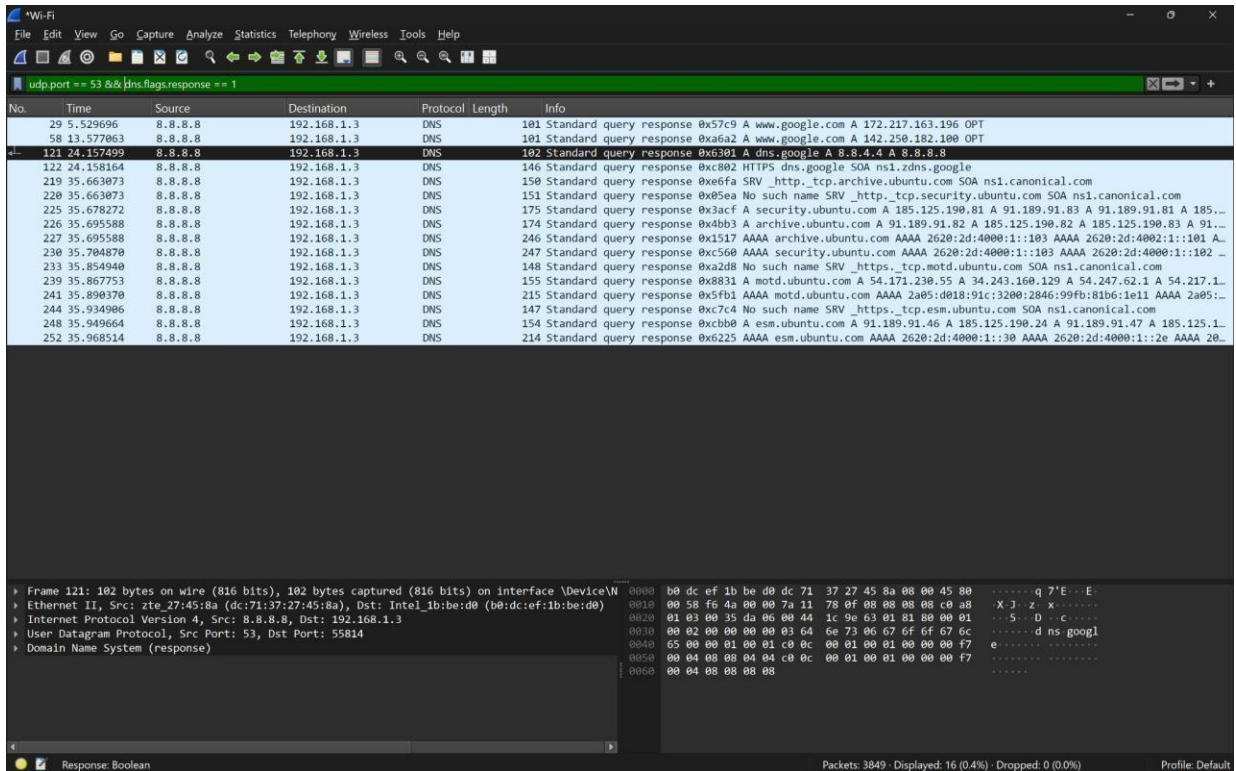 *Wi-Fi
File Edit View Go Capture Analyze Statistics Telephony Wireless Tools Help
udp.port == 53 && dns.flags.response == 1
No. Time Source Destination Protocol Length Info
29 5.529696 8.8.8.8 192.168.1.3 DNS 101 Standard query response 0x57c9 A www.google.com A 172.217.163.196 OPT
58 13.577063 8.8.8.8 192.168.1.3 DNS 101 Standard query response 0xa6a2 A www.google.com A 142.250.182.100 OPT
121 24.157499 8.8.8.8 192.168.1.3 DNS 102 Standard query response 0x6301 A dns.google A 8.8.4.4 A 8.8.8.8
122 24.158164 8.8.8.8 192.168.1.3 DNS 146 Standard query response 0xc802 HTTPS dns.google SOA ns1.zdns.google
219 35.663073 8.8.8.8 192.168.1.3 DNS 150 Standard query response 0xe6fa SRV _http._tcp.archive.ubuntu.com SOA ns1.canonical.com
220 35.663073 8.8.8.8 192.168.1.3 DNS 151 Standard query response 0x05ea No such name SRV _http._tcp.security.ubuntu.com SOA ns1.canonical.com
225 35.678272 8.8.8.8 192.168.1.3 DNS 175 Standard query response 0x3acf A security.ubuntu.com A 185.125.190.81 A 91.189.91.83 A 91.189.91.81 A 185.…
226 35.695588 8.8.8.8 192.168.1.3 DNS 174 Standard query response 0x4bb3 A archive.ubuntu.com A 91.189.91.82 A 185.125.190.82 A 185.125.190.83 A 91.…
227 35.695588 8.8.8.8 192.168.1.3 DNS 246 Standard query response 0x1517 AAAA archive.ubuntu.com AAAA 2620:2d:4000:1::103 AAAA 2620:2d:4002:1::101 A…
230 35.704870 8.8.8.8 192.168.1.3 DNS 247 Standard query response 0xc560 AAAA security.ubuntu.com AAAA 2620:2d:4000:1::103 AAAA 2620:2d:4000:1::102 …
233 35.854940 8.8.8.8 192.168.1.3 DNS 148 Standard query response 0xa2d8 No such name SRV _https._tcp.motd.ubuntu.com SOA ns1.canonical.com
239 35.867753 8.8.8.8 192.168.1.3 DNS 155 Standard query response 0x8831 A motd.ubuntu.com A 54.171.230.55 A 34.243.160.129 A 54.247.62.1 A 54.217.1…
241 35.890370 8.8.8.8 192.168.1.3 DNS 215 Standard query response 0x5fb1 AAAA motd.ubuntu.com AAAA 2a05:d018:91c:3200:2846:99fb:81b6:1e11 AAAA 2a05:…
244 35.934906 8.8.8.8 192.168.1.3 DNS 147 Standard query response 0xc7c4 No such name SRV _https._tcp.esm.ubuntu.com SOA ns1.canonical.com
248 35.949664 8.8.8.8 192.168.1.3 DNS 154 Standard query response 0xcbb0 A esm.ubuntu.com A 91.189.91.46 A 185.125.190.24 A 91.189.91.47 A 185.125.1…
252 35.968514 8.8.8.8 192.168.1.3 DNS 214 Standard query response 0x6225 AAAA esm.ubuntu.com AAAA 2620:2d:4000:1::30 AAAA 2620:2d:4000:1::2e AAAA 20…
Frame 121: 102 bytes on wire (816 bits), 102 bytes captured (816 bits) on interface \Device\N
Ethernet II, Src: zte_27:45:8a (dc:71:37:27:45:8a), Dst: Intel_1b:be:d0 (b0:dc:ef:1b:be:d0)
Internet Protocol Version 4, Src: 8.8.8.8, Dst: 192.168.1.3
User Datagram Protocol, Src Port: 53, Dst Port: 55814
Domain Name System (response)
0000 b0 dc ef 1b be d0 dc 71 37 27 45 8a 08 00 45 80 ·······q 7'E···E·
0010 00 58 f6 4a 00 00 7a 11 78 0f 08 08 08 08 c0 a8 ·X·J··z· x·······
0020 01 03 00 35 da 06 00 44 1c 9e 63 01 81 80 00 01 ···5···D ··c·····
0030 00 02 00 00 00 00 03 64 6e 73 06 67 6f 6f 67 6c ·······d ns·googl
0040 65 00 00 01 00 01 c0 0c 00 01 00 01 00 00 00 f7 e······· ········
0050 00 04 08 08 04 04 c0 0c 00 01 00 01 00 00 00 f7 ········ ········
0060 00 04 08 08 08 08 ······
Response: Boolean Packets: 3849 · Displayed: 16 (0.4%) · Dropped: 0 (0.0%) Profile: Default